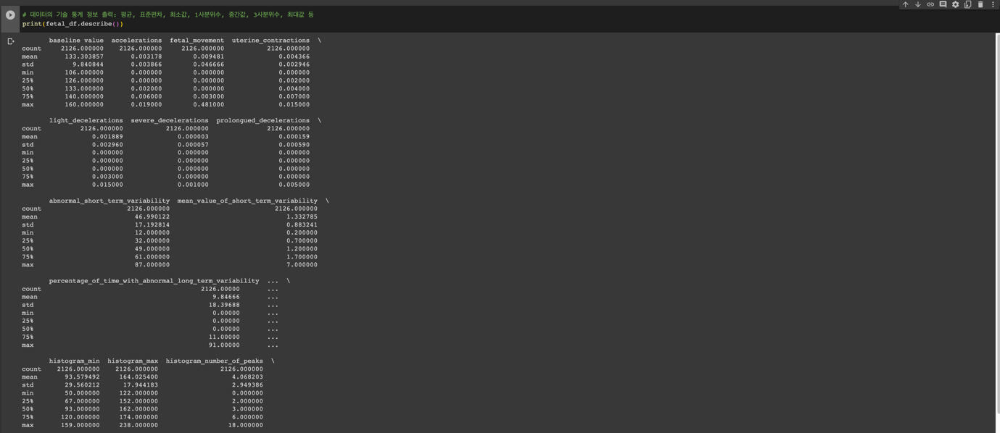 # 데이터의 기술 통계 정보 출력: 평균, 표준편차, 최소값, 1사분위수, 중간값, 3사분위수, 최대값 등
print(fetal_df.describe())
baseline value accelerations fetal_movement uterine_contractions \
count 2126.000000 2126.000000 2126.000000 2126.000000
mean 133.303857 0.003178 0.009481 0.004366
std 9.840844 0.003866 0.046666 0.002946
min 106.000000 0.000000 0.000000 0.000000
25% 126.000000 0.000000 0.000000 0.002000
50% 133.000000 0.002000 0.000000 0.004000
75% 140.000000 0.006000 0.003000 0.007000
max 160.000000 0.019000 0.481000 0.015000
light_decelerations severe_decelerations prolongued_decelerations \
count 2126.000000 2126.000000 2126.000000
mean 0.001889 0.000003 0.000159
std 0.002960 0.000057 0.000590
min 0.000000 0.000000 0.000000
25% 0.000000 0.000000 0.000000
50% 0.000000 0.000000 0.000000
75% 0.003000 0.000000 0.000000
max 0.015000 0.001000 0.005000
abnormal_short_term_variability mean_value_of_short_term_variability \
count 2126.000000 2126.000000
mean 46.990122 1.332785
std 17.192814 0.883241
min 12.000000 0.200000
25% 32.000000 0.700000
50% 49.000000 1.200000
75% 61.000000 1.700000
max 87.000000 7.000000
percentage_of_time_with_abnormal_long_term_variability ... \
count 2126.00000 ...
mean 9.84666 ...
std 18.39688 ...
min 0.00000 ...
25% 0.00000 ...
50% 0.00000 ...
75% 11.00000 ...
max 91.00000 ...
histogram_min histogram_max histogram_number_of_peaks \
count 2126.000000 2126.000000 2126.000000
mean 93.579492 164.025400 4.068203
std 29.560212 17.944183 2.949386
min 50.000000 122.000000 0.000000
25% 67.000000 152.000000 2.000000
50% 93.000000 162.000000 3.000000
75% 120.000000 174.000000 6.000000
max 159.000000 238.000000 18.000000